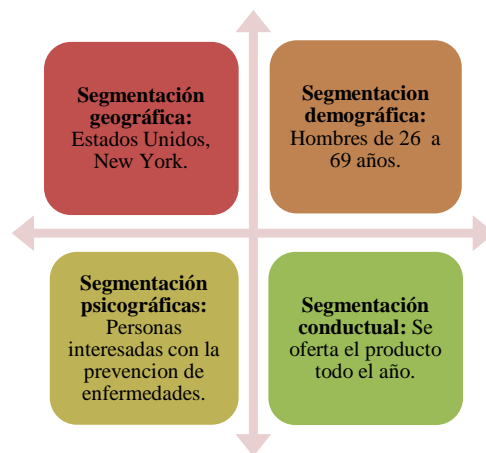 Segmentación
geográfica:
Estados Unidos,
New York.
Segmentacion
demográfica:
Hombres de 26 a
69 años.
Segmentación
psicográficas:
Personas
interesadas con la
prevencion de
enfermedades.
Segmentación
conductual: Se
oferta el producto
todo el año.